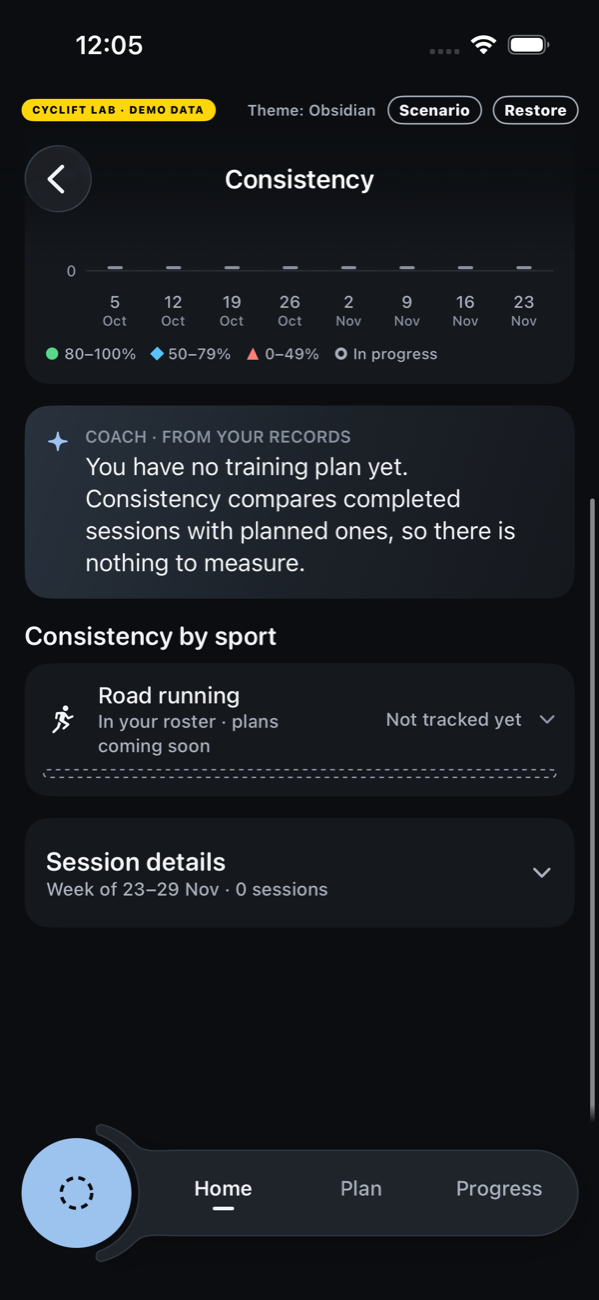 12:05
CYCLIFT LAB · DEMO DATA
Theme: Obsidian
Scenario
Restore
Consistency
0
5 12 19 26 2 9 16 23
Oct Oct Oct Oct Nov Nov Nov Nov
80–100% 50–79% 0–49% In progress
COACH · FROM YOUR RECORDS
You have no training plan yet.
Consistency compares completed
sessions with planned ones, so there is
nothing to measure.
Consistency by sport
Road running
In your roster · plans
coming soon
Not tracked yet
Session details
Week of 23–29 Nov · 0 sessions
Home Plan Progress